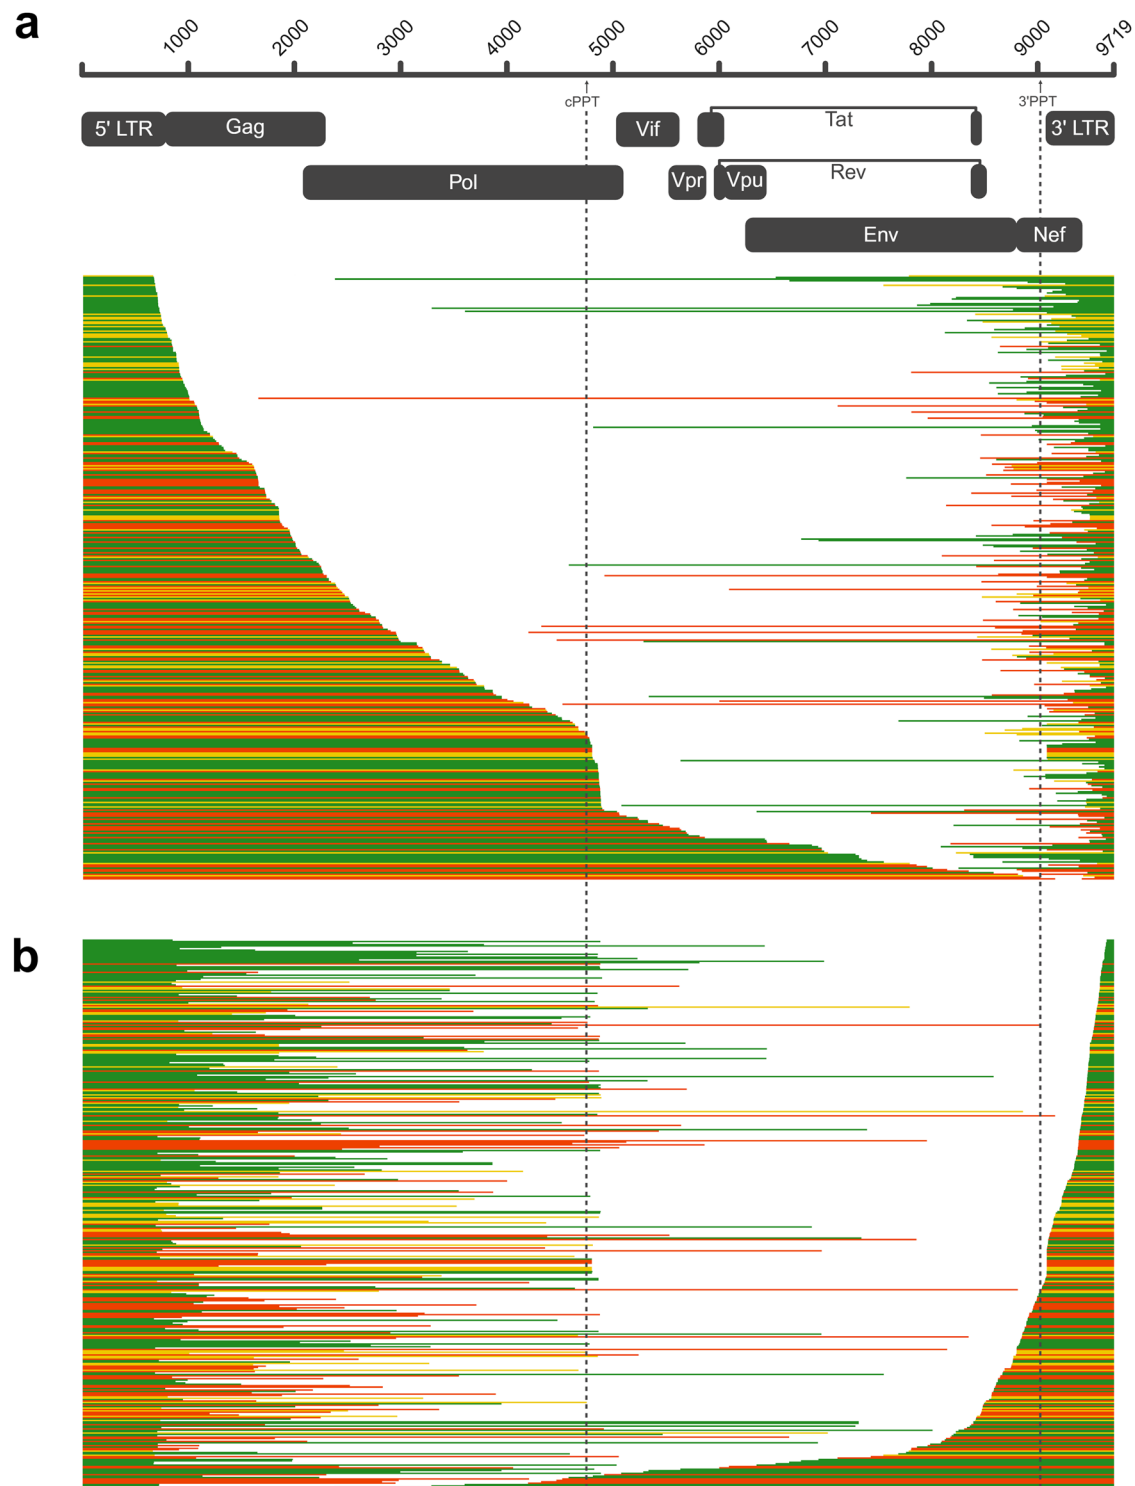 a
1000 2000 3000 4000 5000 6000 7000 8000 9000 9719
cPPT 3'PPT
5' LTR Gag Vif Tat 3' LTR
Pol Vpr Vpu Rev
Env Nef
b